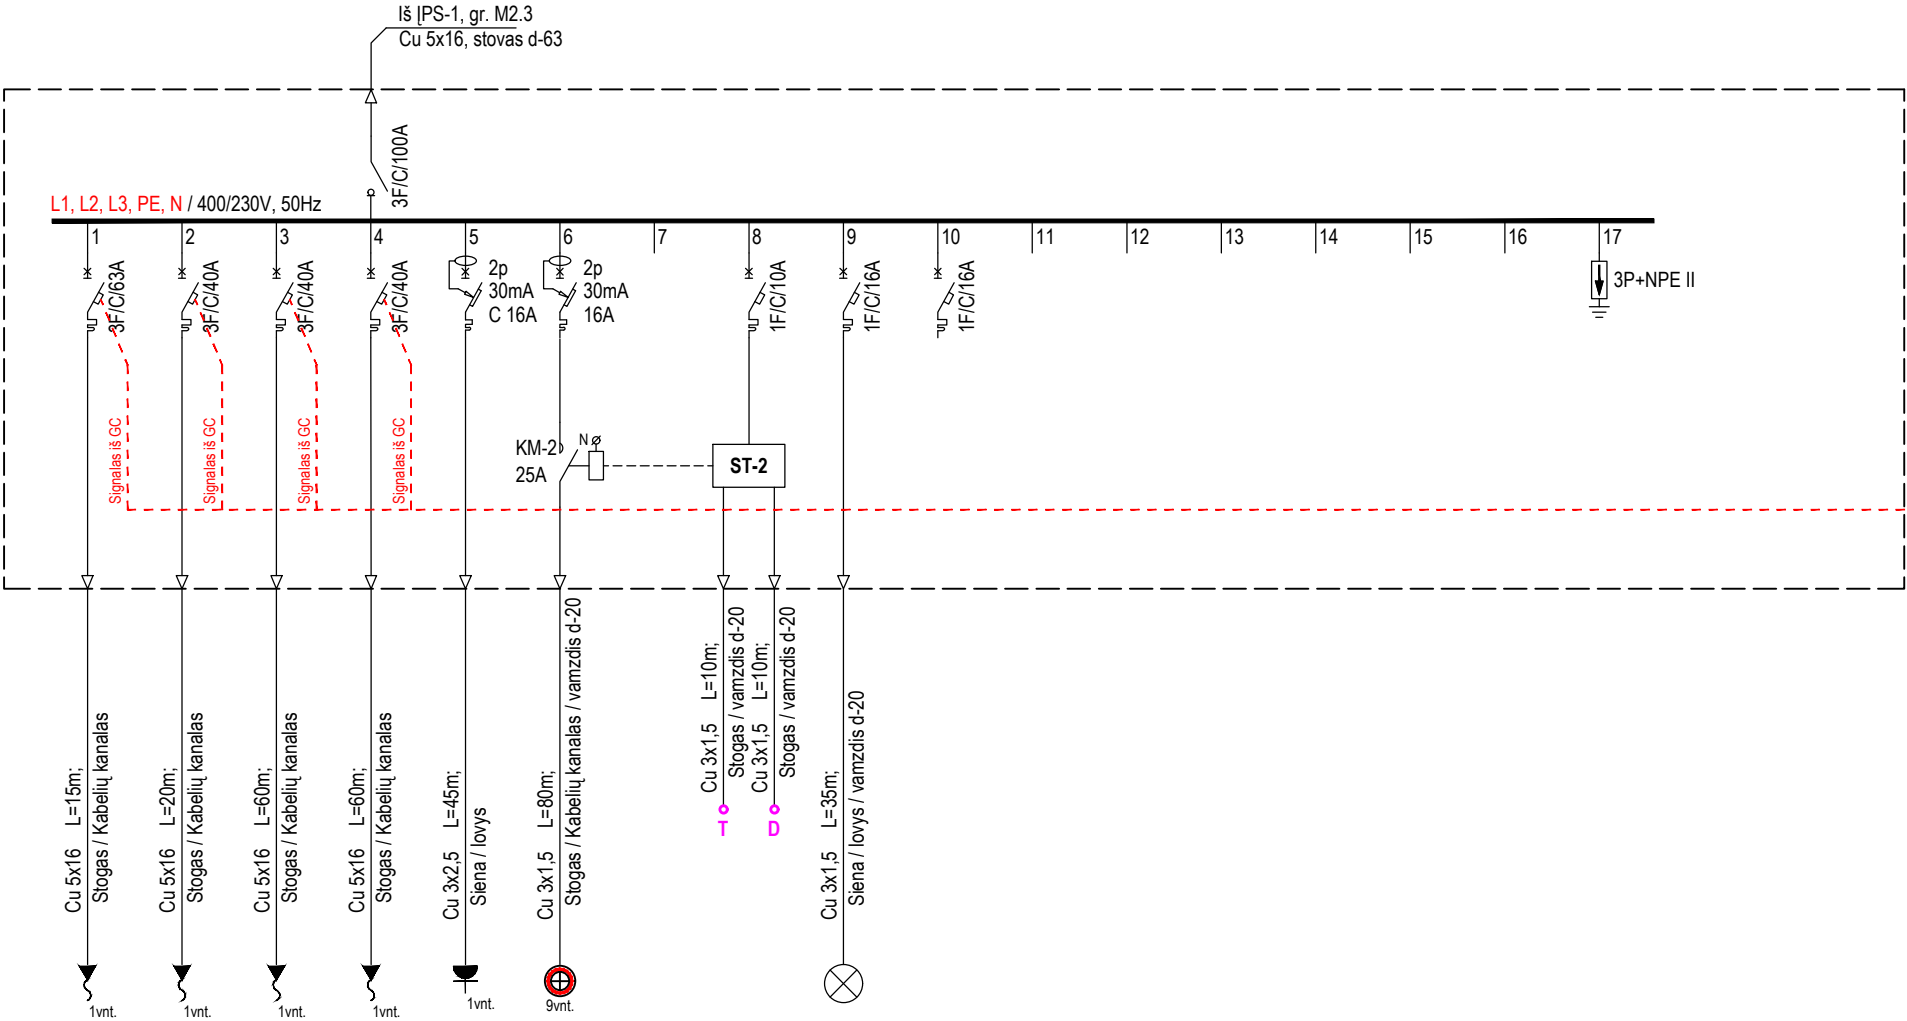 Iš ĮPS-1, gr. M2.3
Cu 5x16, stovas d-63
3F/C/100A
L1, L2, L3, PE, N / 400/230V, 50Hz
1
2
3
4
5
6
7
8
9
10
11
12
13
14
15
16
17
3F/C/63A
3F/C/40A
3F/C/40A
3F/C/40A
2p
30mA
C 16A
2p
30mA
16A
1F/C/10A
1F/C/16A
1F/C/16A
3P+NPE II
Signalas iš GC
Signalas iš GC
Signalas iš GC
Signalas iš GC
KM-2
25A
N
ST-2
Cu 5x16 L=15m;
Stogas / Kabelių kanalas
Cu 5x16 L=20m;
Stogas / Kabelių kanalas
Cu 5x16 L=60m;
Stogas / Kabelių kanalas
Cu 5x16 L=60m;
Stogas / Kabelių kanalas
Cu 3x2,5 L=45m;
Siena / lovys
Cu 3x1,5 L=80m;
Stogas / Kabelių kanalas / vamzdis d-20
Cu 3x1,5 L=10m;
Stogas / vamzdis d-20
Cu 3x1,5 L=10m;
Stogas / vamzdis d-20
Cu 3x1,5 L=35m;
Siena / lovys / vamzdis d-20
T
D
1vnt.
1vnt.
1vnt.
1vnt.
1vnt.
9vnt.